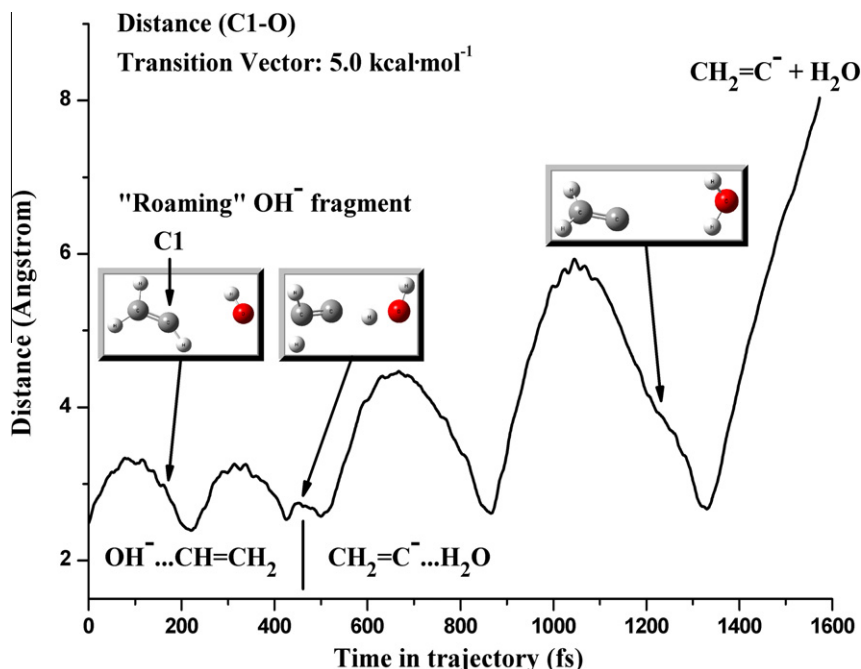 Distance (C1-O)
Transition Vector: 5.0 kcal·mol⁻¹
CH₂=C⁻ + H₂O
"Roaming" OH⁻ fragment
C1
OH⁻...CH=CH₂
CH₂=C⁻...H₂O
Distance (Angstrom)
8
6
4
2
0 200 400 600 800 1000 1200 1400 1600
Time in trajectory (fs)